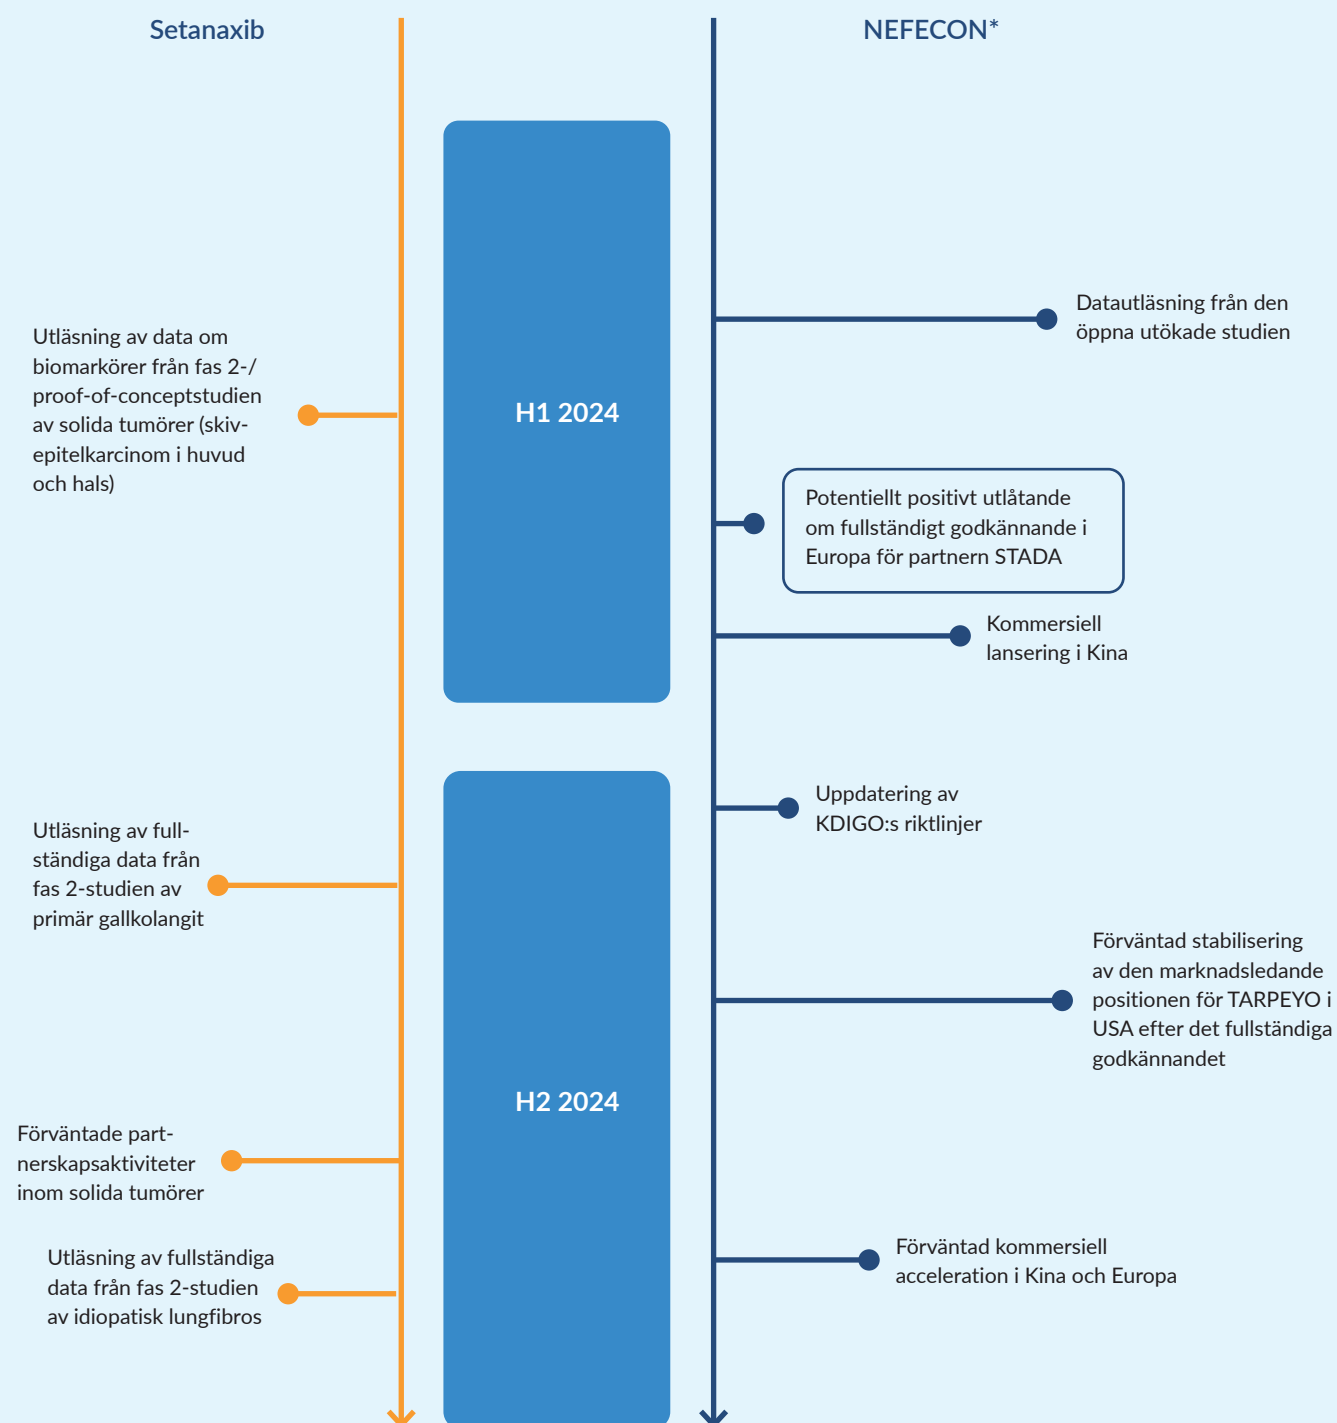 Setanaxib
NEFECON*
H1 2024
Datautläsning från den
öppna utökade studien
Utläsning av data om
biomarkörer från fas 2-/
proof-of-conceptstudien
av solida tumörer (skiv-
epitelkarcinom i huvud
och hals)
Potentiellt positivt utlåtande
om fullständigt godkännande i
Europa för partnern STADA
Kommersiell
lansering i Kina
H2 2024
Uppdatering av
KDIGO:s riktlinjer
Utläsning av full-
ständiga data från
fas 2-studien av
primär gallkolangit
Förväntad stabilisering
av den marknadsledande
positionen för TARPEYO i
USA efter det fullständiga
godkännandet
Förväntade part-
nerskapsaktiviteter
inom solida tumörer
Förväntad kommersiell
acceleration i Kina och Europa
Utläsning av fullständiga
data från fas 2-studien
av idiopatisk lungfibros